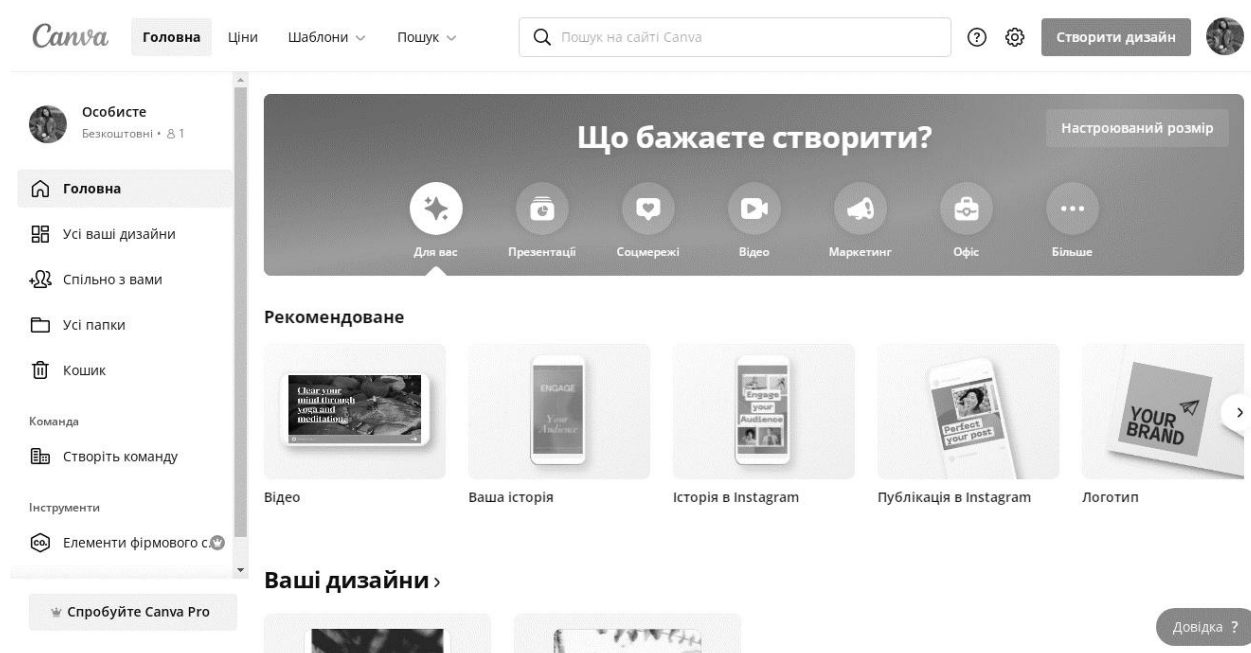 Canva
Головна
Ціни
Шаблони
Пошук
Пошук на сайті Canva
Створити дизайн
Особисте
Безкоштовні • 1
Головна
Усі ваші дизайни
Спільно з вами
Усі папки
Кошик
Команда
Створіть команду
Інструменти
CO.
Елементи фірмового с.
Спробуйте Canva Pro
Що бажаєте створити?
Настроюваний розмір
Для вас
Презентації
Соцмережі
Відео
Маркетинг
Офіс
Більше
Рекомендоване
Clear your
mind through
yoga and
meditation
ENGAGE
Your
Audience
Engage
your
Audience
Perfect
your post
YOUR
BRAND
Відео
Ваша історія
Історія в Instagram
Публікація в Instagram
Логотип
Ваші дизайни ›
Довідка ?